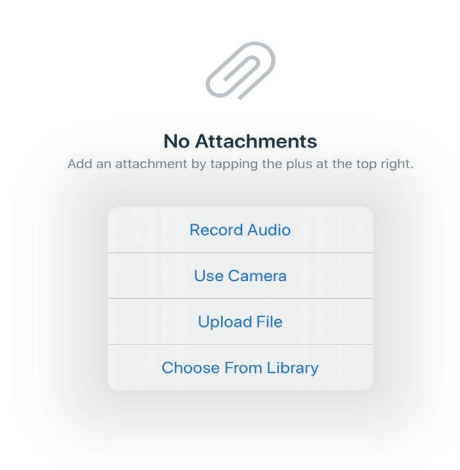 No Attachments
Add an attachment by tapping the plus at the top right.
Record Audio
Use Camera
Upload File
Choose From Library